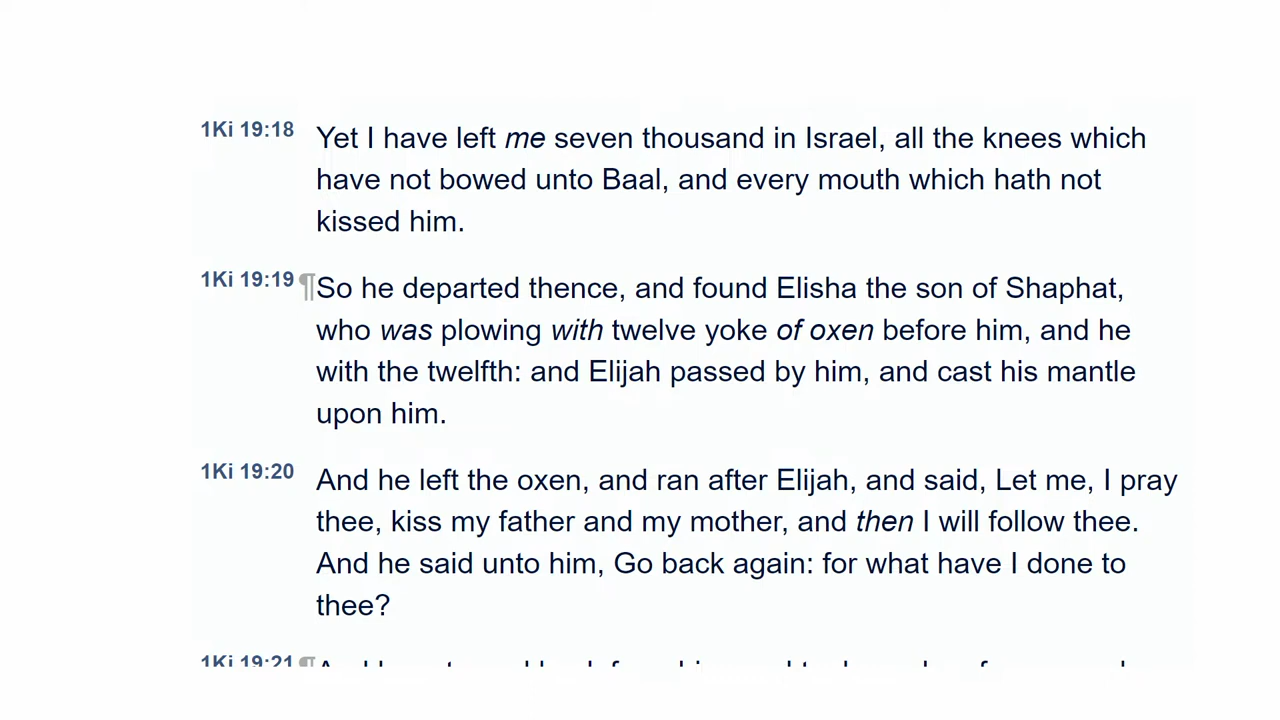 1Ki 19:18 Yet I have left me seven thousand in Israel, all the knees which
have not bowed unto Baal, and every mouth which hath not
kissed him.
1Ki 19:19 ¶So he departed thence, and found Elisha the son of Shaphat,
who was plowing with twelve yoke of oxen before him, and he
with the twelfth: and Elijah passed by him, and cast his mantle
upon him.
1Ki 19:20 And he left the oxen, and ran after Elijah, and said, Let me, I pray
thee, kiss my father and my mother, and then I will follow thee.
And he said unto him, Go back again: for what have I done to
thee?
1Ki 19:21 ¶